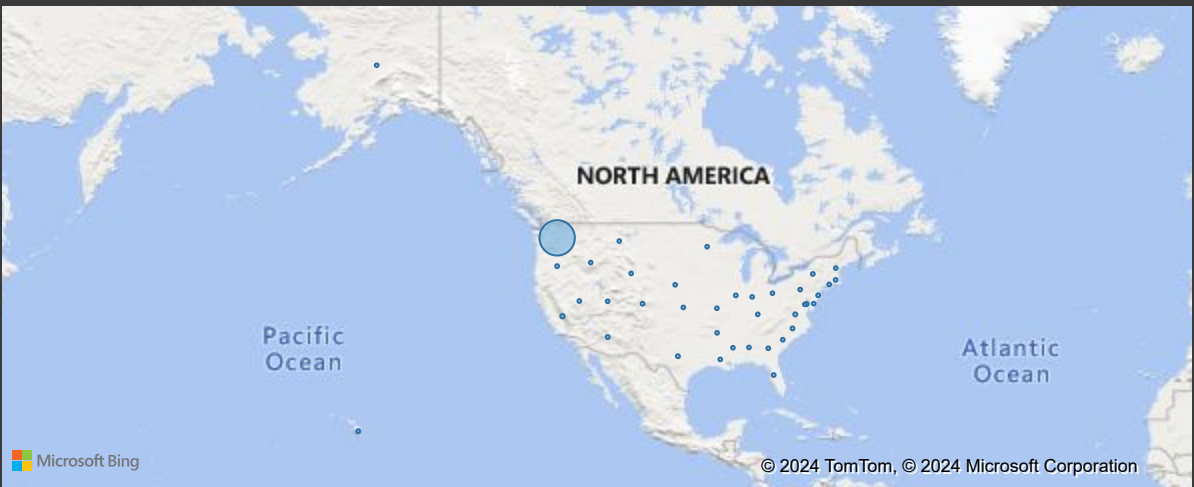 NORTH AMERICA
Pacific
Ocean
Atlantic
Ocean
Microsoft Bing
© 2024 TomTom, © 2024 Microsoft Corporation